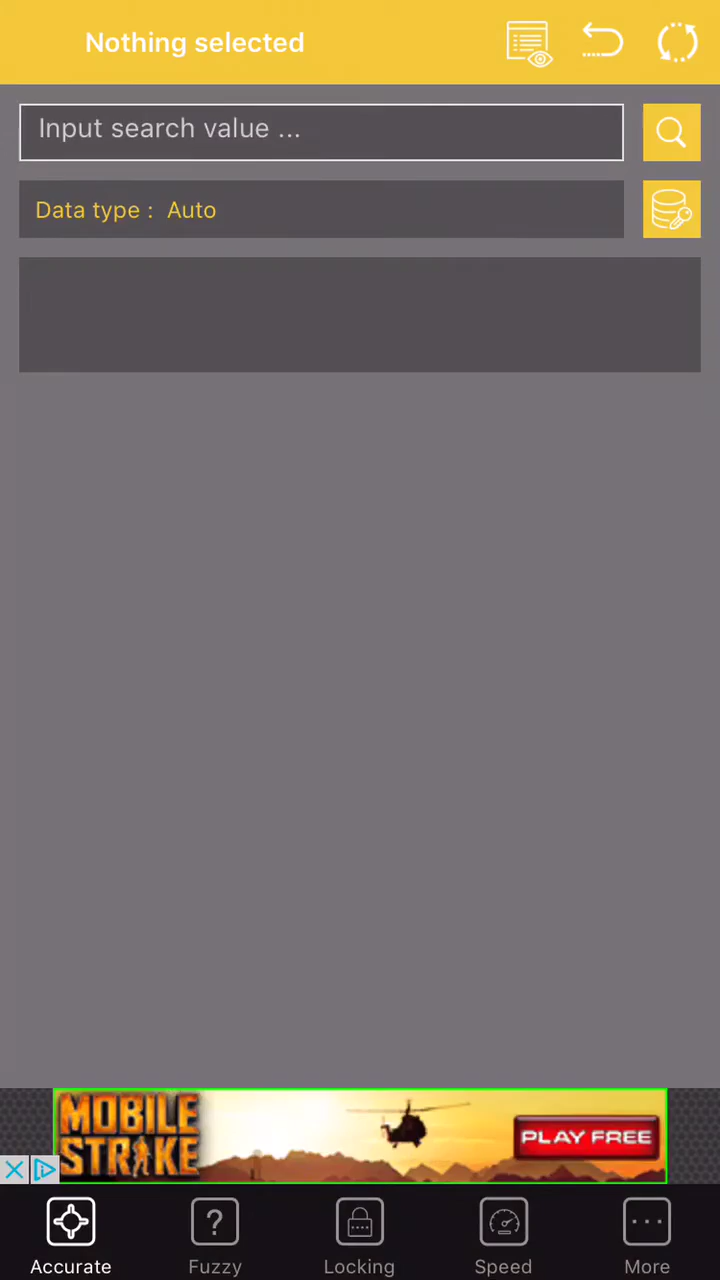 Nothing selected
Input search value ...
Data type : Auto
MOBILE
STRIKE
PLAY FREE
Accurate
Fuzzy
Locking
Speed
More